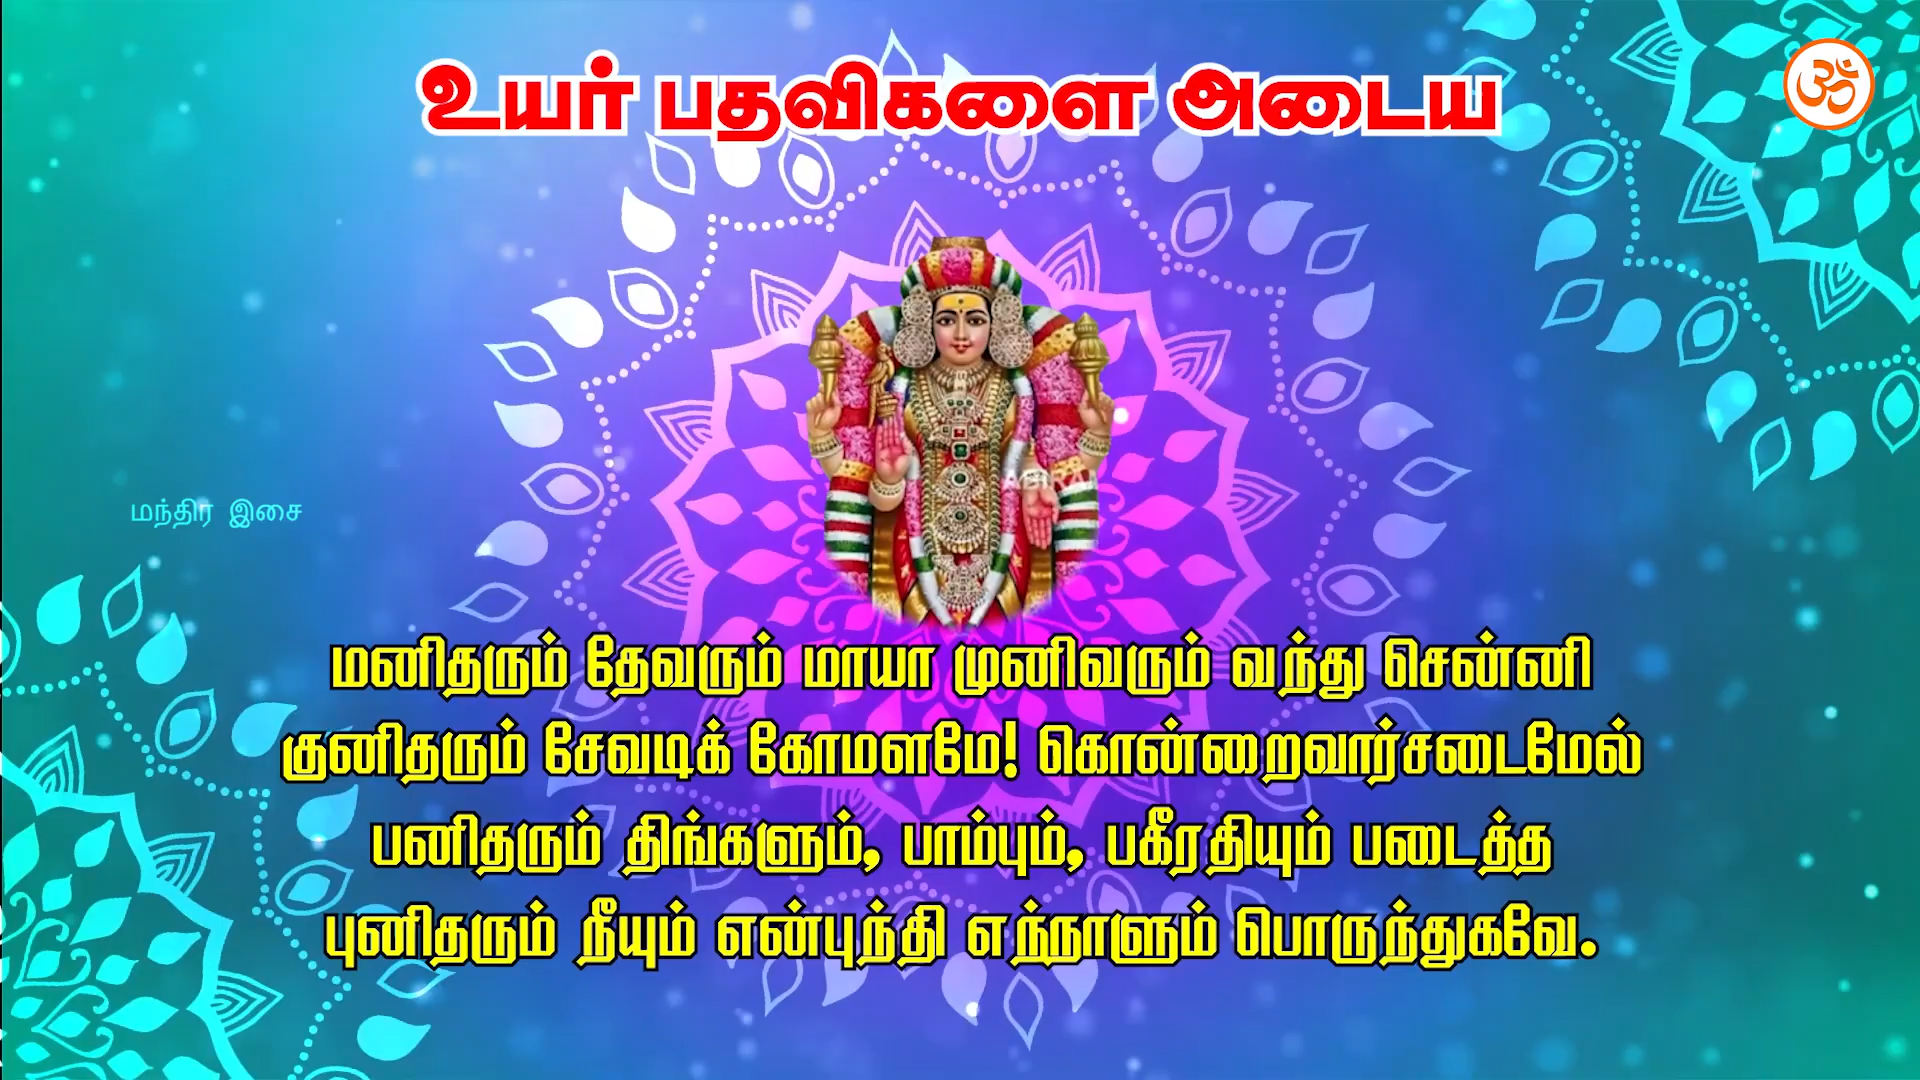 உயர் பதவிகளை அடைய
மந்திர இசை
மனிதரும் தேவரும் மாயா முனிவரும் வந்து சென்னி
குனிதரும் சேவடிக் கோமளமே! கொன்றைவார்சடைமேல்
பனிதரும் திங்களும், பாம்பும், பகீரதியும் படைத்த
புனிதரும் நீயும் என்புந்தி எந்நாளும் பொருந்துகவே.